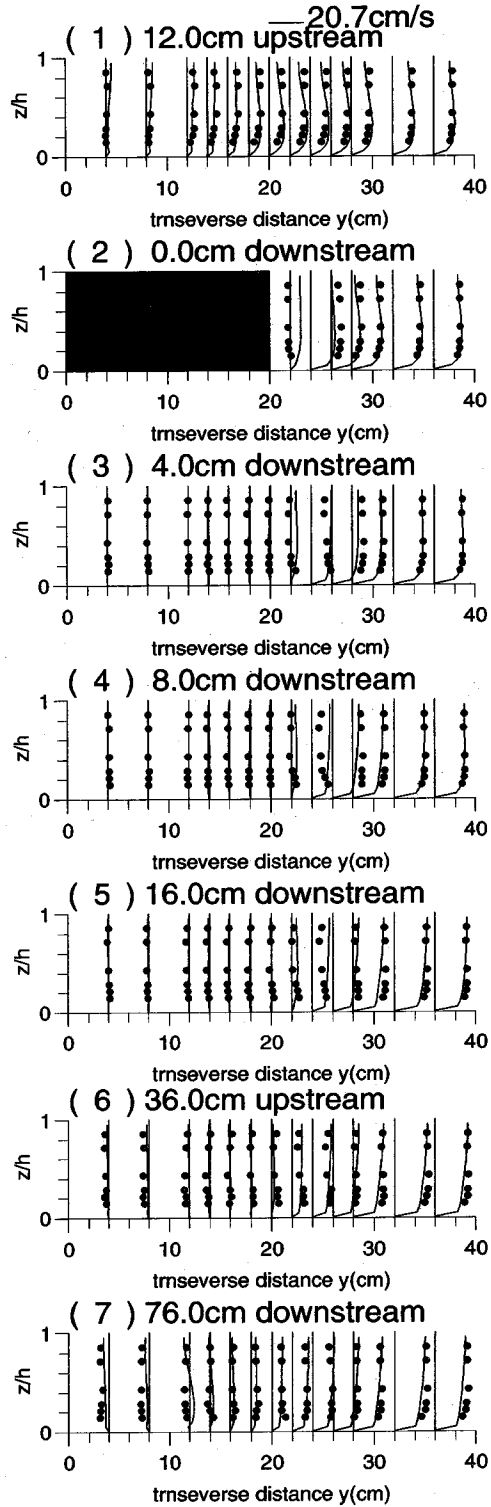 20.7cm/s
( 1 ) 12.0cm upstream
1
z/h
0
0 10 20 30 40
trnseverse distance y(cm)
( 2 ) 0.0cm downstream
1
z/h
0
0 10 20 30 40
trnseverse distance y(cm)
( 3 ) 4.0cm downstream
1
z/h
0
0 10 20 30 40
trnseverse distance y(cm)
( 4 ) 8.0cm downstream
1
z/h
0
0 10 20 30 40
trnseverse distance y(cm)
( 5 ) 16.0cm downstream
1
z/h
0
0 10 20 30 40
trnseverse distance y(cm)
( 6 ) 36.0cm upstream
1
z/h
0
0 10 20 30 40
trnseverse distance y(cm)
( 7 ) 76.0cm downstream
1
z/h
0
0 10 20 30 40
trnseverse distance y(cm)